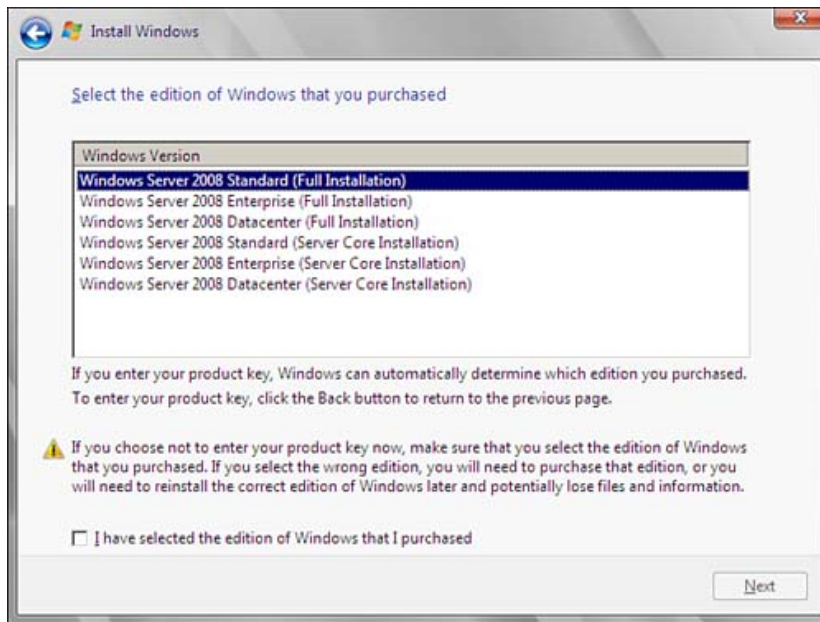 Install Windows
Select the edition of Windows that you purchased
Windows Version
Windows Server 2008 Standard (Full Installation)
Windows Server 2008 Enterprise (Full Installation)
Windows Server 2008 Datacenter (Full Installation)
Windows Server 2008 Standard (Server Core Installation)
Windows Server 2008 Enterprise (Server Core Installation)
Windows Server 2008 Datacenter (Server Core Installation)
If you enter your product key, Windows can automatically determine which edition you purchased.
To enter your product key, click the Back button to return to the previous page.
If you choose not to enter your product key now, make sure that you select the edition of Windows
that you purchased. If you select the wrong edition, you will need to purchase that edition, or you
will need to reinstall the correct edition of Windows later and potentially lose files and information.
I have selected the edition of Windows that I purchased
Next